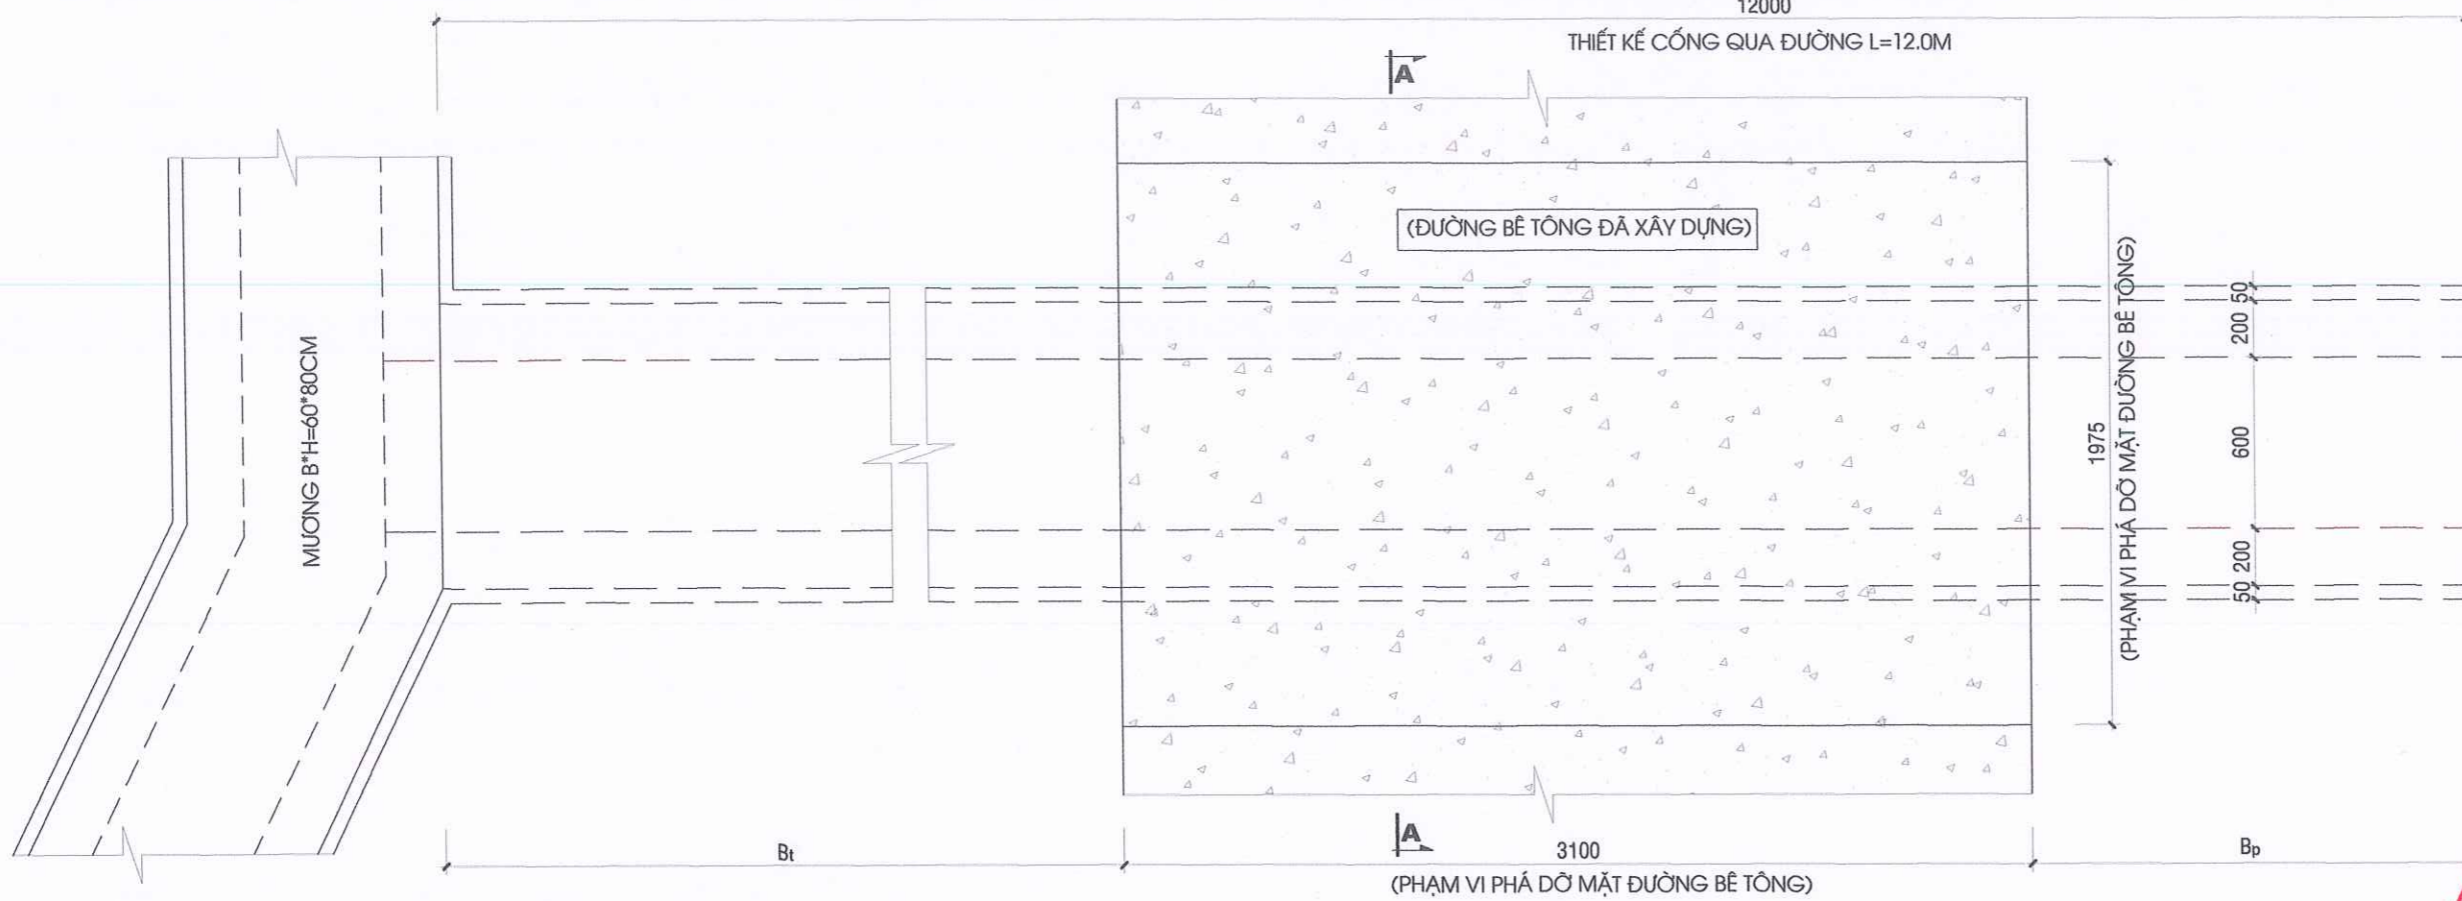 12000
THIẾT KẾ CỐNG QUA ĐƯỜNG L=12.0M
A
(ĐƯỜNG BÊ TÔNG ĐÃ XÂY DỰNG)
MƯƠNG B*H=60*80CM
1975
(PHẠM VI PHÁ DỠ MẶT ĐƯỜNG BÊ TÔNG)
50
200
600
200
50
A
Bt
3100
Bp
(PHẠM VI PHÁ DỠ MẶT ĐƯỜNG BÊ TÔNG)